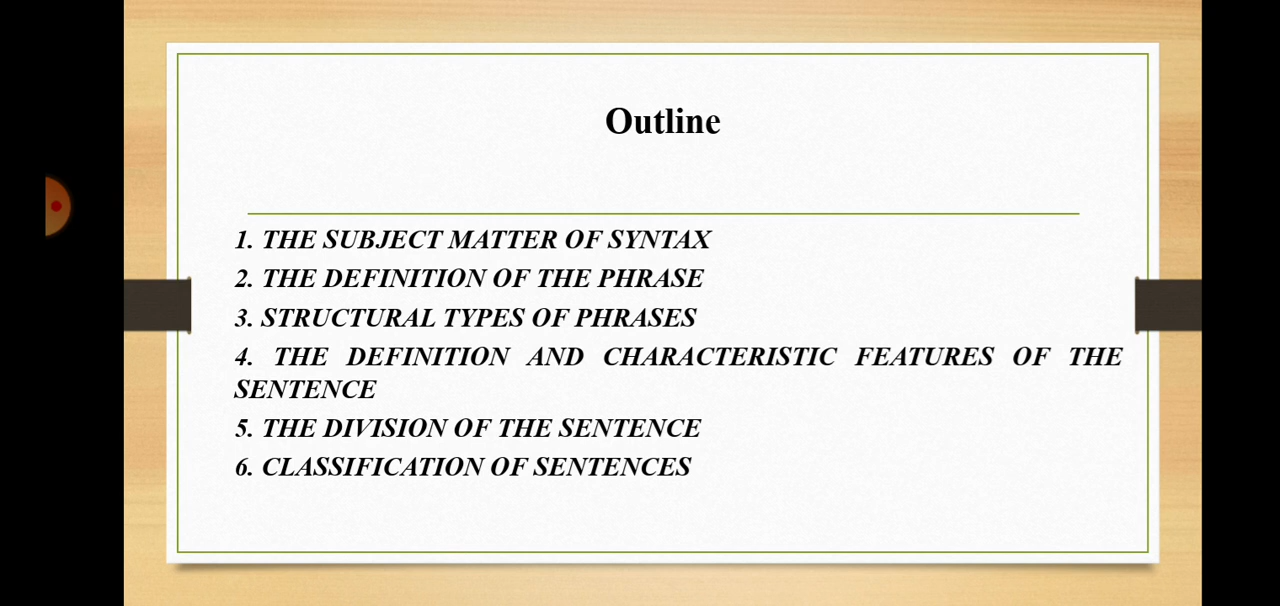 Outline
1. THE SUBJECT MATTER OF SYNTAX
2. THE DEFINITION OF THE PHRASE
3. STRUCTURAL TYPES OF PHRASES
4. THE DEFINITION AND CHARACTERISTIC FEATURES OF THE
SENTENCE
5. THE DIVISION OF THE SENTENCE
6. CLASSIFICATION OF SENTENCES